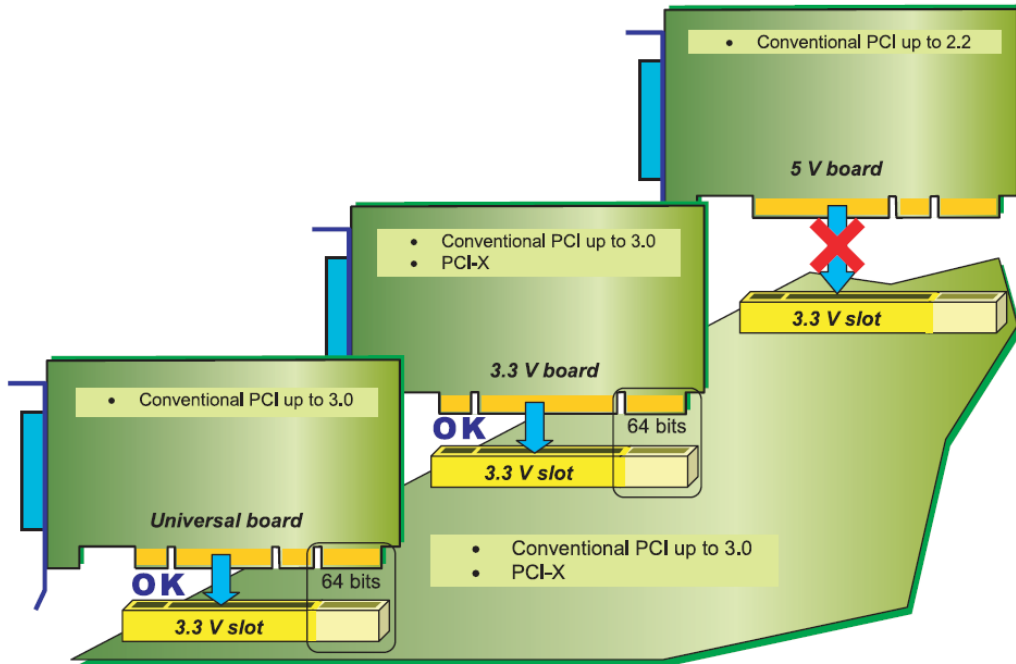 • Conventional PCI up to 2.2
5 V board
3.3 V slot
• Conventional PCI up to 3.0
• PCI-X
3.3 V board
OK
64 bits
3.3 V slot
• Conventional PCI up to 3.0
Universal board
OK
64 bits
3.3 V slot
• Conventional PCI up to 3.0
• PCI-X